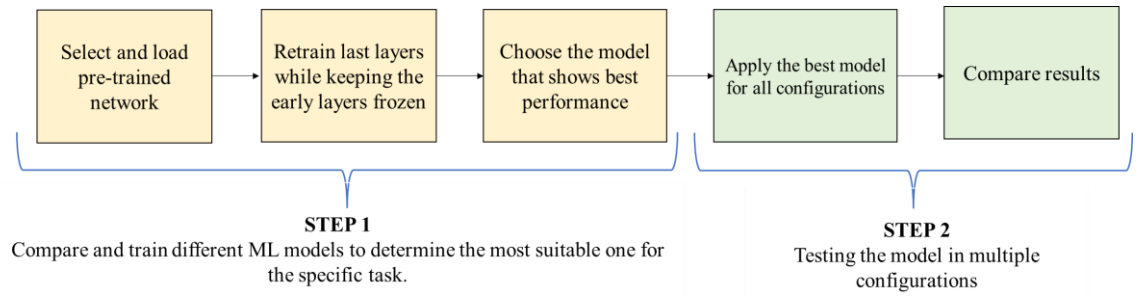 Select and load
pre-trained
network
Retrain last layers
while keeping the
early layers frozen
Choose the model
that shows best
performance
Apply the best model
for all configurations
Compare results
STEP 1
Compare and train different ML models to determine the most suitable one for
the specific task.
STEP 2
Testing the model in multiple
configurations